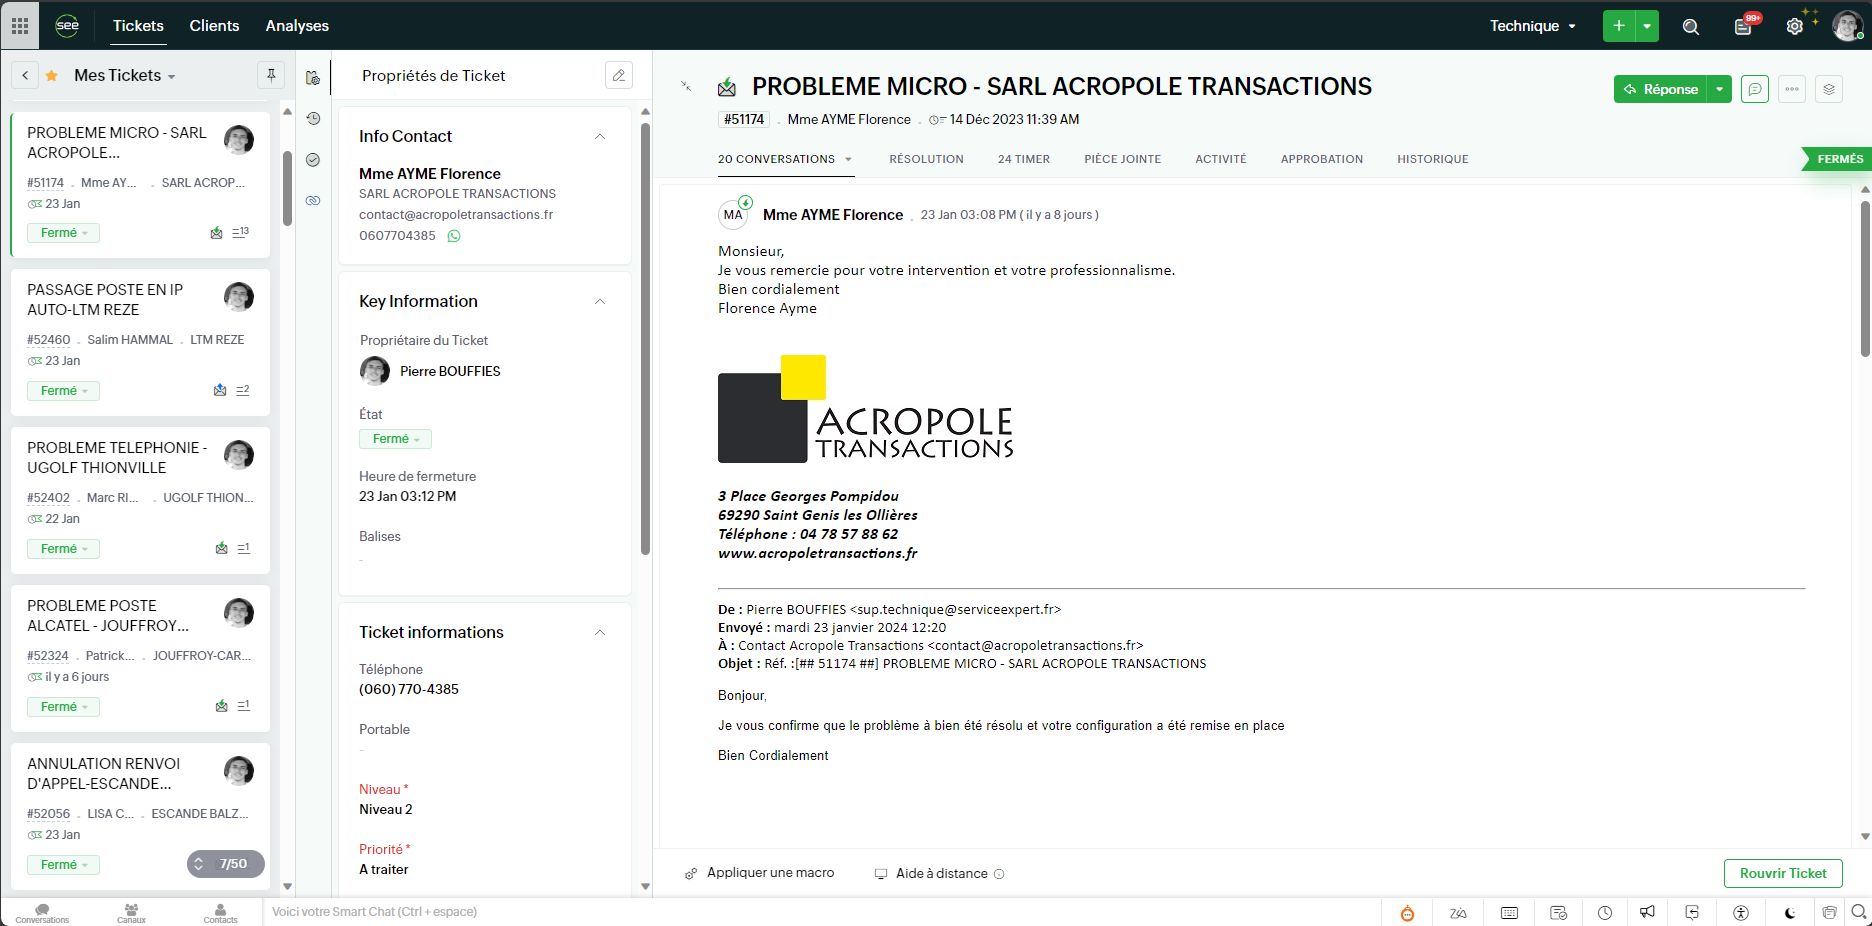 see
Tickets
Clients
Analyses
Technique
99+
Mes Tickets
PROBLEME MICRO - SARL
ACROPOLE...
#51174 . Mme AY... . SARL ACROP...
23 Jan
Fermé
13
PASSAGE POSTE EN IP
AUTO-LTM REZE
#52460 . Salim HAMMAL . LTM REZE
23 Jan
Fermé
2
PROBLEME TELEPHONIE -
UGOLF THIONVILLE
#52402 . Marc RI... . UGOLF THION...
22 Jan
Fermé
1
PROBLEME POSTE
ALCATEL - JOUFFROY...
#52324 . Patrick... . JOUFFROY-CAR...
il y a 6 jours
Fermé
1
ANNULATION RENVOI
D'APPEL-ESCANDE...
#52056 . LISA C... . ESCANDE BALZ...
23 Jan
Fermé
7/50
Propriétés de Ticket
Info Contact
Mme AYME Florence
SARL ACROPOLE TRANSACTIONS
contact@acropoletransactions.fr
0607704385
Key Information
Propriétaire du Ticket
Pierre BOUFFIES
État
Fermé
Heure de fermeture
23 Jan 03:12 PM
Balises
-
Ticket informations
Téléphone
(060) 770-4385
Portable
-
Niveau *
Niveau 2
Priorité *
A traiter
PROBLEME MICRO - SARL ACROPOLE TRANSACTIONS
#51174 . Mme AYME Florence . 14 Déc 2023 11:39 AM
Réponse
20 CONVERSATIONS
RÉSOLUTION
24 TIMER
PIÈCE JOINTE
ACTIVITÉ
APPROBATION
HISTORIQUE
FERMÉS
MA
Mme AYME Florence . 23 Jan 03:08 PM ( il y a 8 jours )
Monsieur,
Je vous remercie pour votre intervention et votre professionnalisme.
Bien cordialement
Florence Ayme
ACROPOLE
TRANSACTIONS
3 Place Georges Pompidou
69290 Saint Genis les Ollières
Téléphone : 04 78 57 88 62
www.acropoletransactions.fr
De : Pierre BOUFFIES <sup.technique@serviceexpert.fr>
Envoyé : mardi 23 janvier 2024 12:20
À : Contact Acropole Transactions <contact@acropoletransactions.fr>
Objet : Réf. :[## 51174 ##] PROBLEME MICRO - SARL ACROPOLE TRANSACTIONS
Bonjour,
Je vous confirme que le problème à bien été résolu et votre configuration a été remise en place
Bien Cordialement
Appliquer une macro
Aide à distance
Rouvrir Ticket
Conversations
Canaux
Contacts
Voici votre Smart Chat (Ctrl + espace)